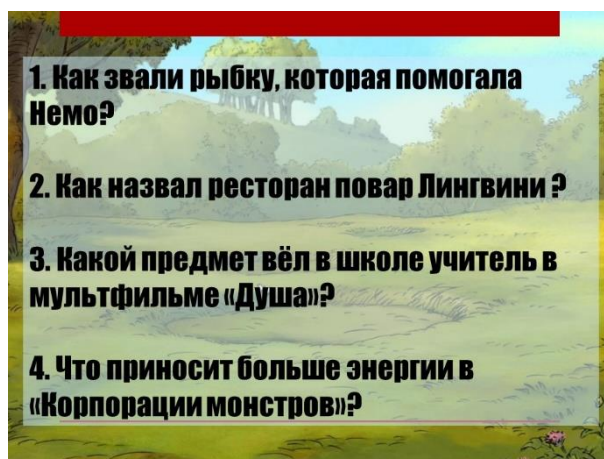 1. Как звали рыбку, которая помогала
Немо?
2. Как назвал ресторан повар Лингвини ?
3. Какой предмет вёл в школе учитель в
мультфильме «Душа»?
4. Что приносит больше энергии в
«Корпорации монстров»?